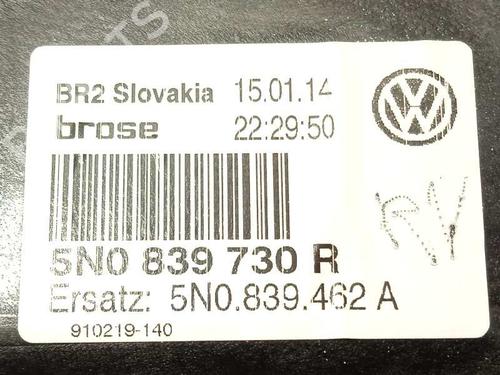 BR2 Slovakia 15.01.14
brose 22:29:50
5N0 839 730 R
Ersatz: 5N0.839.462 A
910219-140